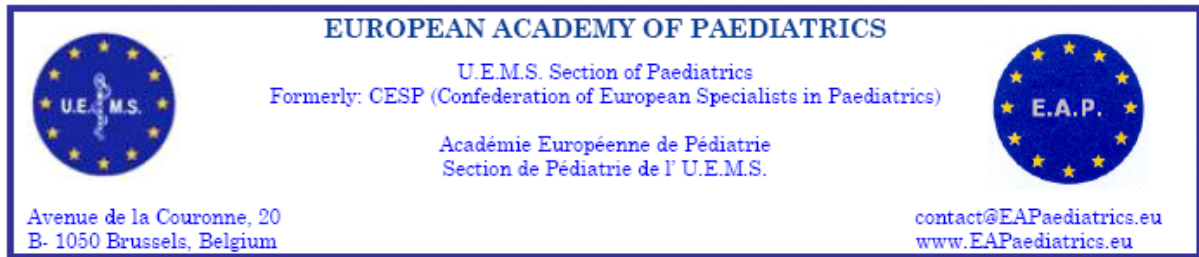 EUROPEAN ACADEMY OF PAEDIATRICS
U.E.M.S. Section of Paediatrics
Formerly: CESP (Confederation of European Specialists in Paediatrics)
U.E.M.S.
E.A.P.
Académie Européenne de Pédiatrie
Section de Pédiatrie de l' U.E.M.S.
Avenue de la Couronne, 20
B- 1050 Brussels, Belgium
contact@EAPaediatrics.eu
www.EAPaediatrics.eu